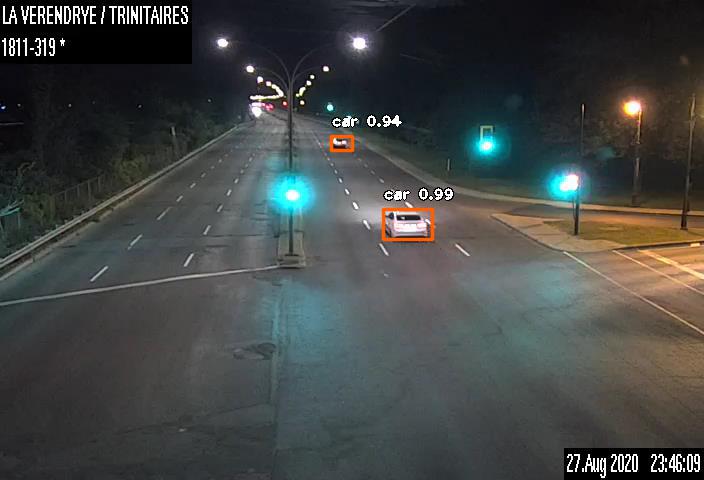 LA VERENDRYE / TRINITAIRES
1811-319 *
car 0.94
car 0.99
27.Aug 2020 23:46:09